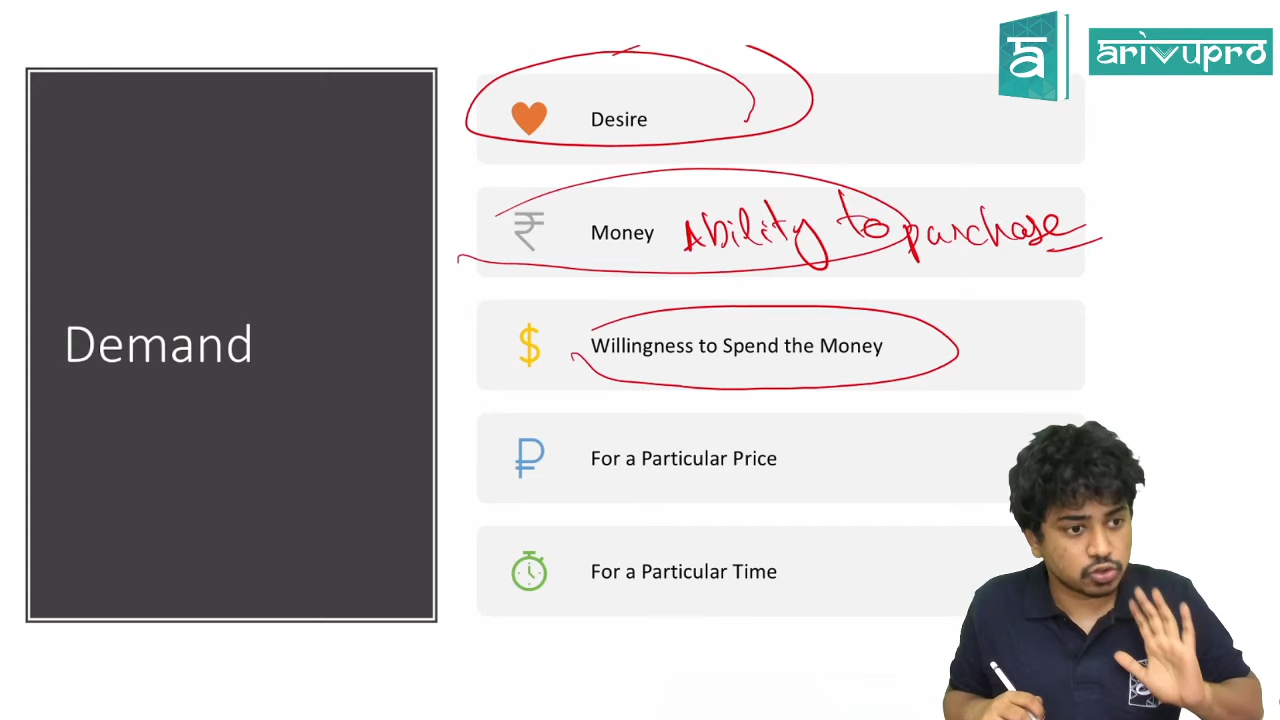 arivupro
Desire
Money Ability to purchase
Demand
Willingness to Spend the Money
For a Particular Price
For a Particular Time